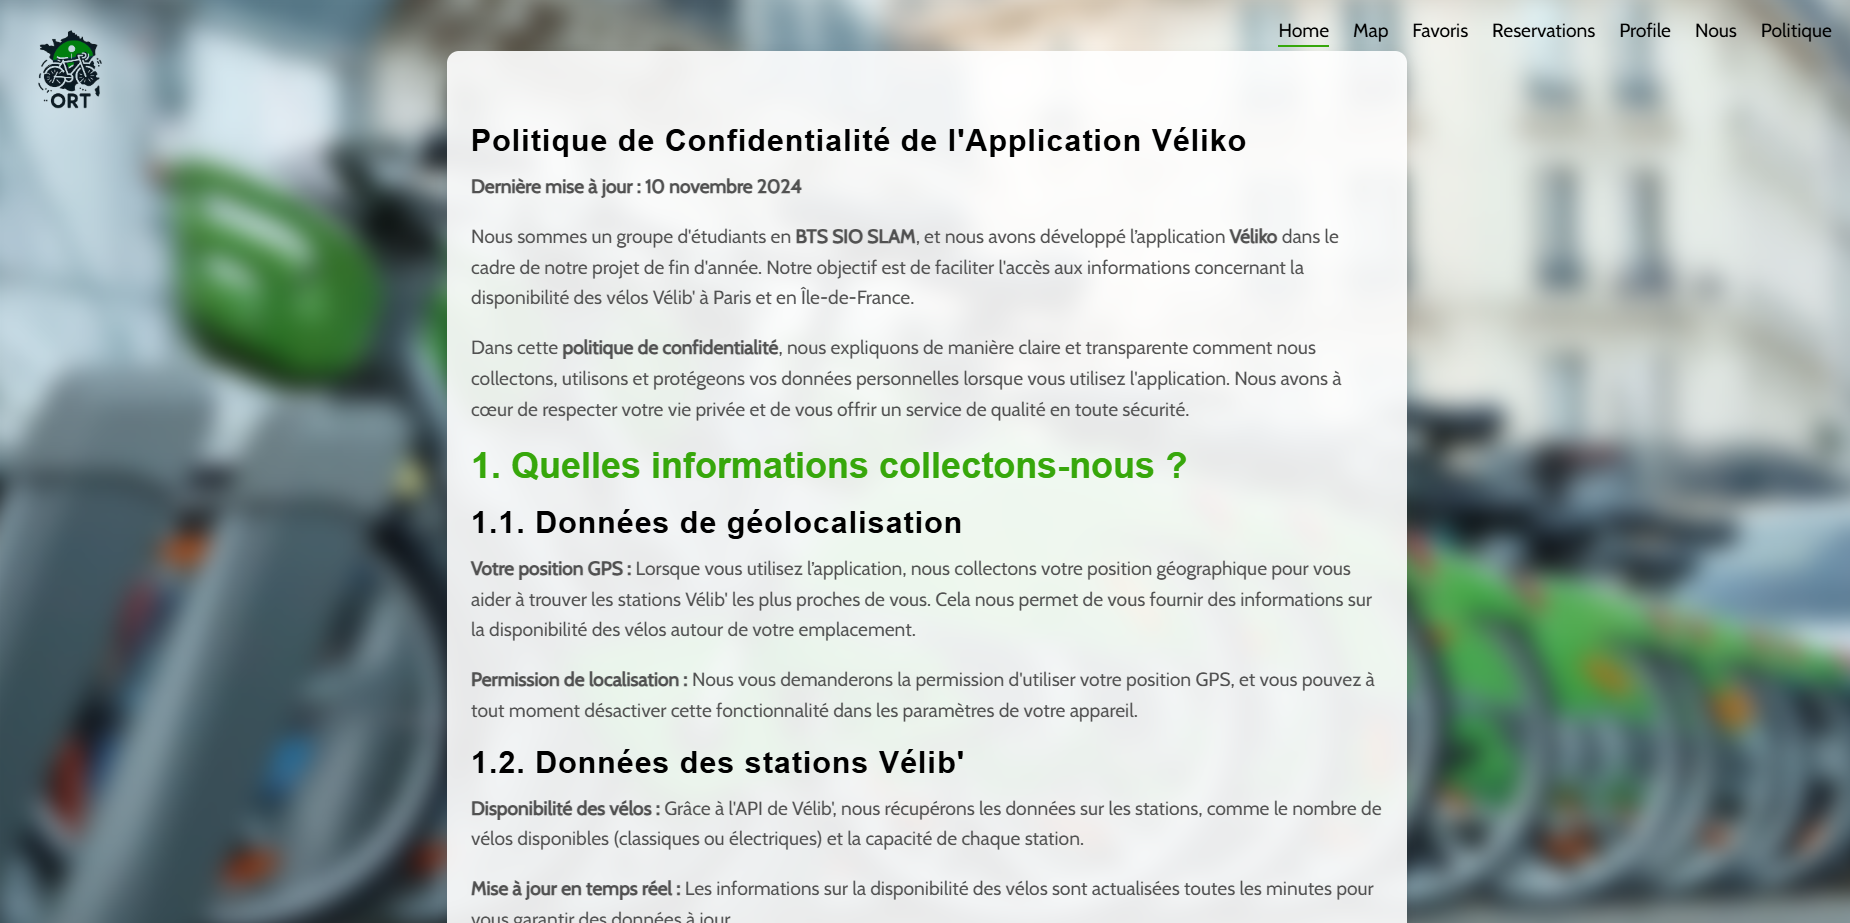 ORT
Home Map Favoris Reservations Profile Nous Politique
Politique de Confidentialité de l'Application Véliko
Dernière mise à jour : 10 novembre 2024
Nous sommes un groupe d'étudiants en BTS SIO SLAM, et nous avons développé l'application Véliko dans le
cadre de notre projet de fin d'année. Notre objectif est de faciliter l'accès aux informations concernant la
disponibilité des vélos Vélib' à Paris et en Île-de-France.
Dans cette politique de confidentialité, nous expliquons de manière claire et transparente comment nous
collectons, utilisons et protégeons vos données personnelles lorsque vous utilisez l'application. Nous avons à
cœur de respecter votre vie privée et de vous offrir un service de qualité en toute sécurité.
1. Quelles informations collectons-nous ?
1.1. Données de géolocalisation
Votre position GPS : Lorsque vous utilisez l'application, nous collectons votre position géographique pour vous
aider à trouver les stations Vélib' les plus proches de vous. Cela nous permet de vous fournir des informations sur
la disponibilité des vélos autour de votre emplacement.
Permission de localisation : Nous vous demanderons la permission d'utiliser votre position GPS, et vous pouvez à
tout moment désactiver cette fonctionnalité dans les paramètres de votre appareil.
1.2. Données des stations Vélib'
Disponibilité des vélos : Grâce à l'API de Vélib', nous récupérons les données sur les stations, comme le nombre de
vélos disponibles (classiques ou électriques) et la capacité de chaque station.
Mise à jour en temps réel : Les informations sur la disponibilité des vélos sont actualisées toutes les minutes pour
vous garantir des données à jour.